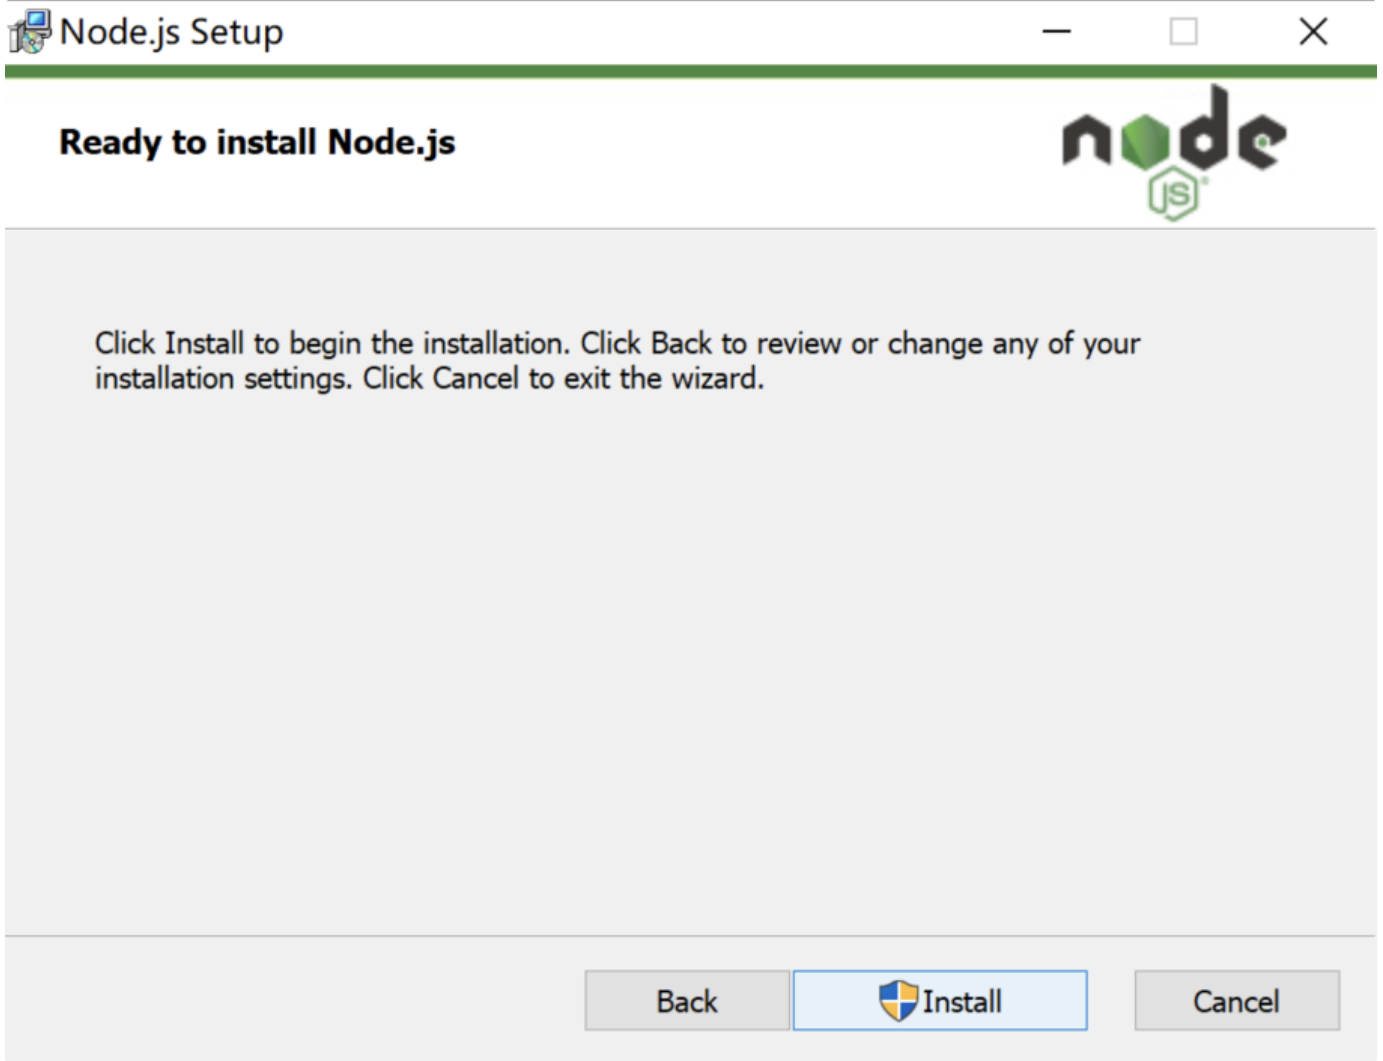 Node.js Setup
Ready to install Node.js
node
JS
Click Install to begin the installation. Click Back to review or change any of your
installation settings. Click Cancel to exit the wizard.
Back
Install
Cancel